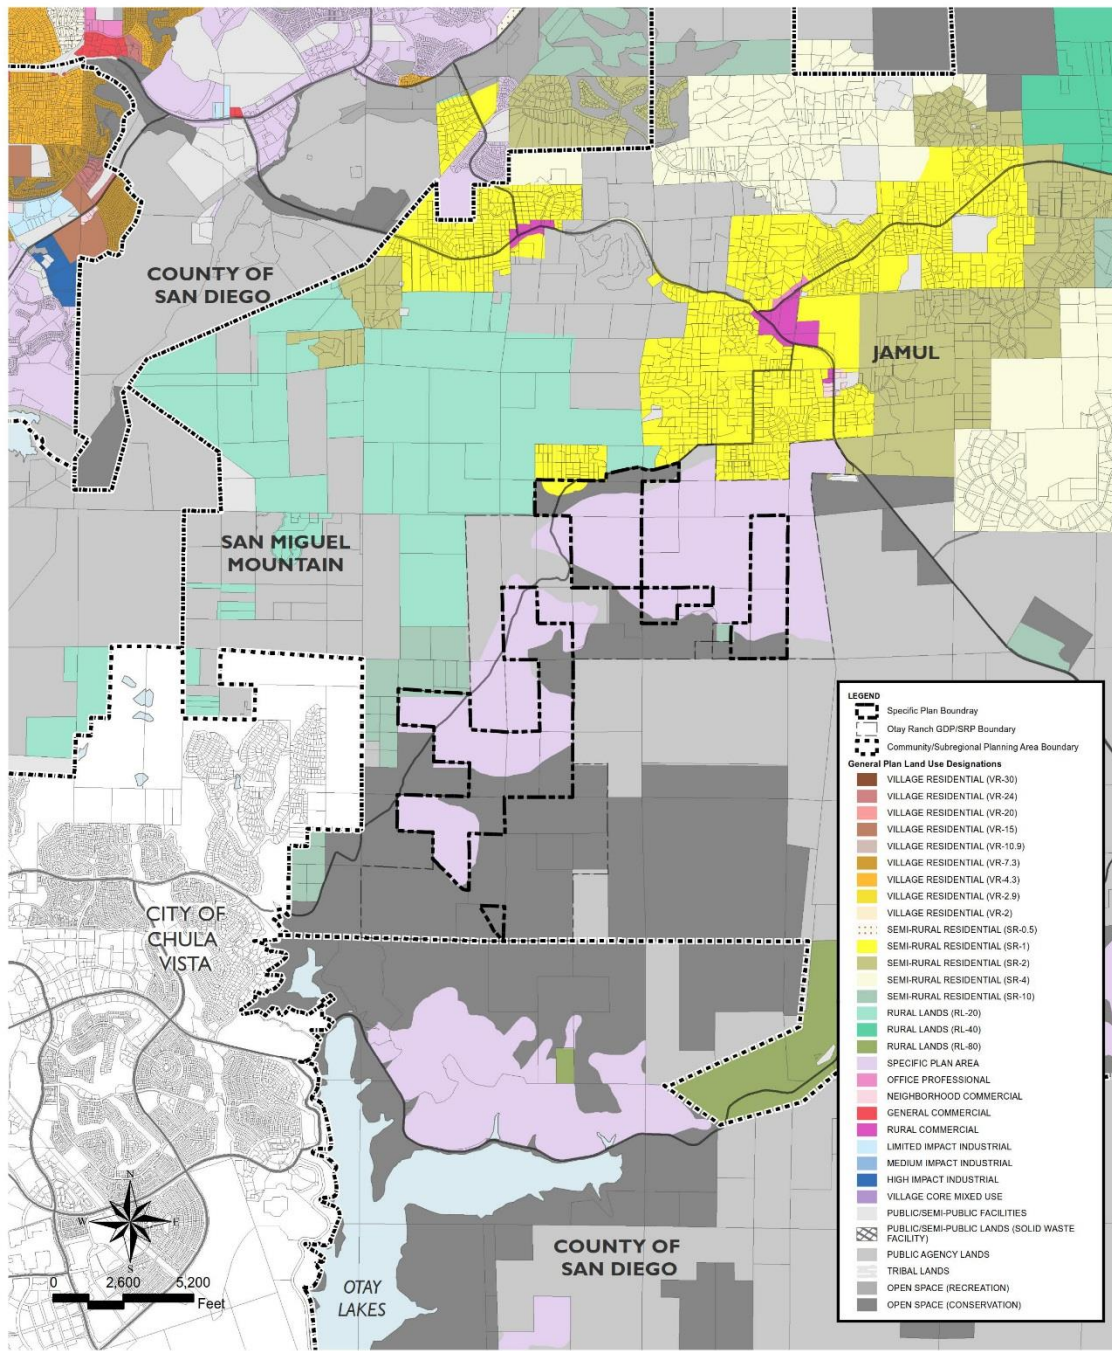 COUNTY OF
SAN DIEGO
JAMUL
SAN MIGUEL
MOUNTAIN
LEGEND
Specific Plan Boundray
Otay Ranch GDP/SRP Boundary
Community/Subregional Planning Area Boundary
General Plan Land Use Designations
VILLAGE RESIDENTIAL (VR-30)
VILLAGE RESIDENTIAL (VR-24)
VILLAGE RESIDENTIAL (VR-20)
VILLAGE RESIDENTIAL (VR-15)
VILLAGE RESIDENTIAL (VR-10.9)
VILLAGE RESIDENTIAL (VR-7.3)
VILLAGE RESIDENTIAL (VR-4.3)
VILLAGE RESIDENTIAL (VR-2.9)
VILLAGE RESIDENTIAL (VR-2)
SEMI-RURAL RESIDENTIAL (SR-0.5)
SEMI-RURAL RESIDENTIAL (SR-1)
SEMI-RURAL RESIDENTIAL (SR-2)
SEMI-RURAL RESIDENTIAL (SR-4)
SEMI-RURAL RESIDENTIAL (SR-10)
RURAL LANDS (RL-20)
RURAL LANDS (RL-40)
RURAL LANDS (RL-80)
SPECIFIC PLAN AREA
OFFICE PROFESSIONAL
NEIGHBORHOOD COMMERCIAL
GENERAL COMMERCIAL
RURAL COMMERCIAL
LIMITED IMPACT INDUSTRIAL
MEDIUM IMPACT INDUSTRIAL
HIGH IMPACT INDUSTRIAL
VILLAGE CORE MIXED USE
PUBLIC/SEMI-PUBLIC FACILITIES
PUBLIC/SEMI-PUBLIC LANDS (SOLID WASTE
FACILITY)
PUBLIC AGENCY LANDS
TRIBAL LANDS
OPEN SPACE (RECREATION)
OPEN SPACE (CONSERVATION)
CITY OF
CHULA
VISTA
N
W E
S
0 2,600 5,200
Feet
OTAY
LAKES
COUNTY OF
SAN DIEGO